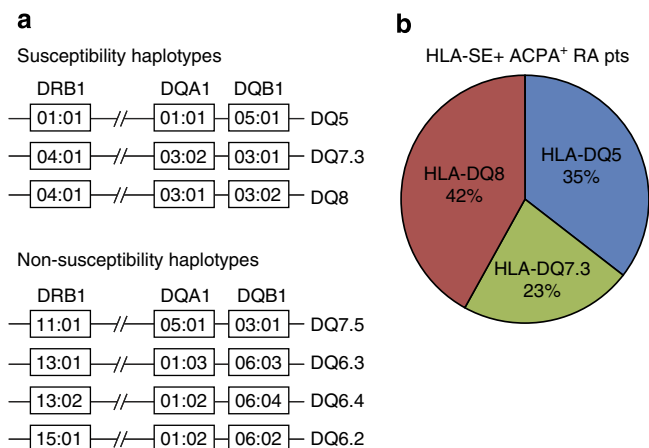 a
Susceptibility haplotypes
DRB1 DQA1 DQB1
01:01 // 01:01 05:01 DQ5
04:01 // 03:02 03:01 DQ7.3
04:01 // 03:01 03:02 DQ8
Non-susceptibility haplotypes
DRB1 DQA1 DQB1
11:01 // 05:01 03:01 DQ7.5
13:01 // 01:03 06:03 DQ6.3
13:02 // 01:02 06:04 DQ6.4
15:01 // 01:02 06:02 DQ6.2
b
HLA-SE+ ACPA⁺ RA pts
HLA-DQ5
35%
HLA-DQ8
42%
HLA-DQ7.3
23%